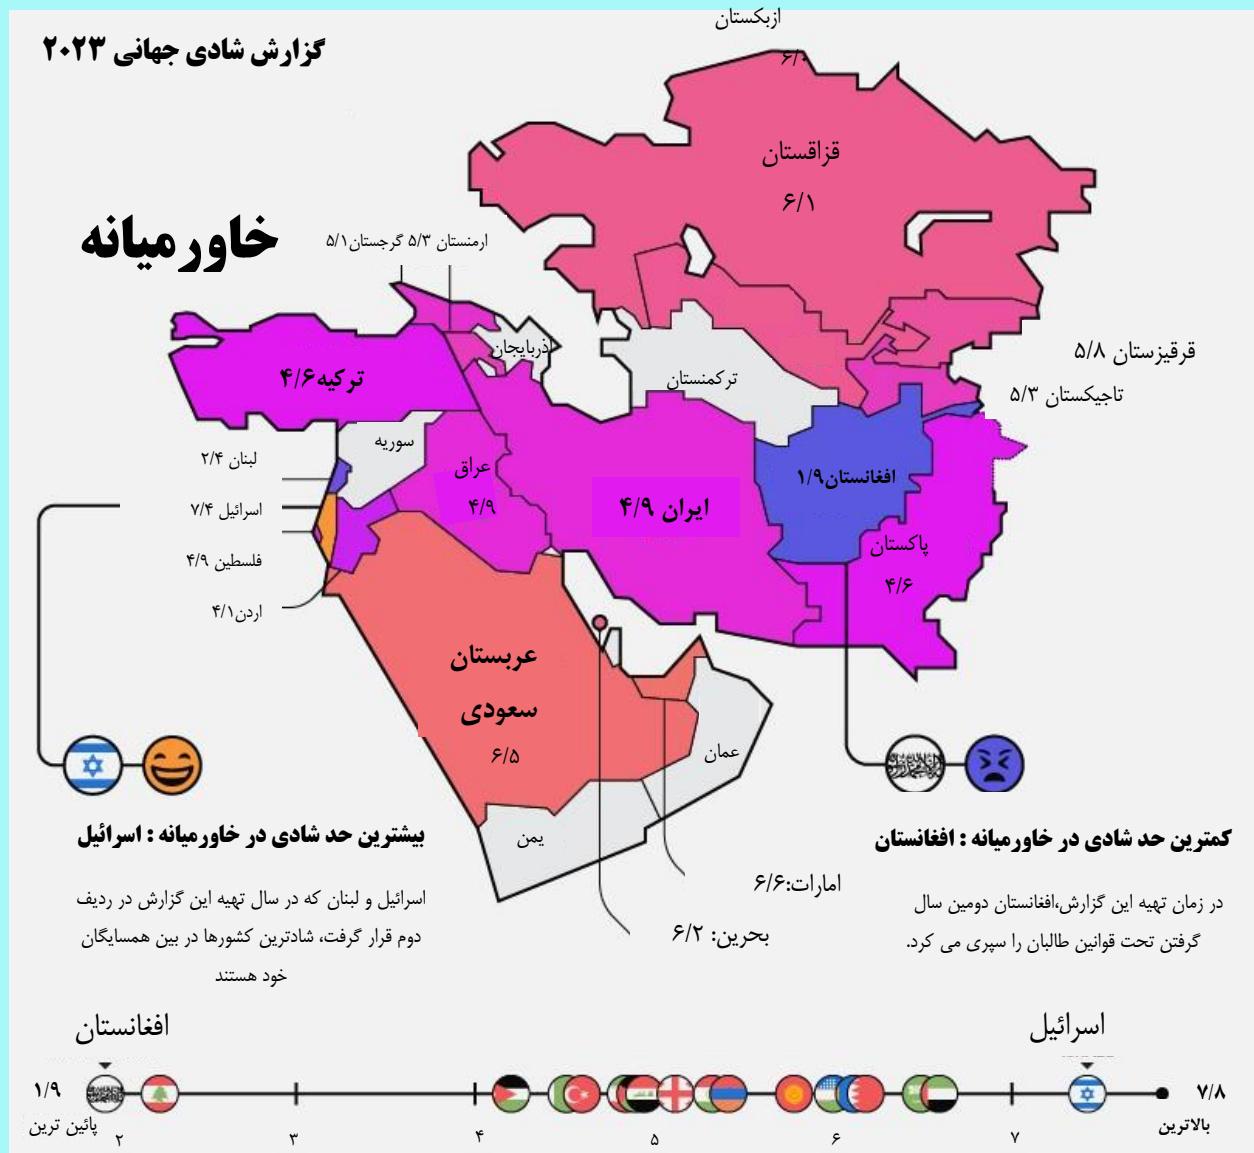 گزارش شادی جهانی ۲۰۲۳
ازبکستان
۶/۰
قزاقستان
۶/۱
خاورمیانه
ارمنستان ۵/۳ گرجستان۵/۱
قرقیزستان ۵/۸
تاجیکستان ۵/۳
ذربایجان
ترکمنستان
ترکیه۴/۶
سوریه
عراق
۴/۹
ایران ۴/۹
افغانستان۱/۹
پاکستان
۴/۶
لبنان ۲/۴
اسرائیل ۷/۴
فلسطین ۴/۹
اردن۴/۱
عربستان
سعودی
۶/۵
عمان
یمن
امارات:۶/۶
بحرین: ۶/۲
کمترین حد شادی در خاورمیانه : افغانستان
در زمان تهیه این گزارش،افغانستان دومین سال
گرفتن تحت قوانین طالبان را سپری می کرد.
بیشترین حد شادی در خاورمیانه : اسرائیل
اسرائیل و لبنان که در سال تهیه این گزارش در ردیف
دوم قرار گرفت، شادترین کشورها در بین همسایگان
خود هستند
افغانستان
اسرائیل
۱/۹
پائین ترین
۲
۳
۴
۵
۶
۷
۷/۸
بالاترین